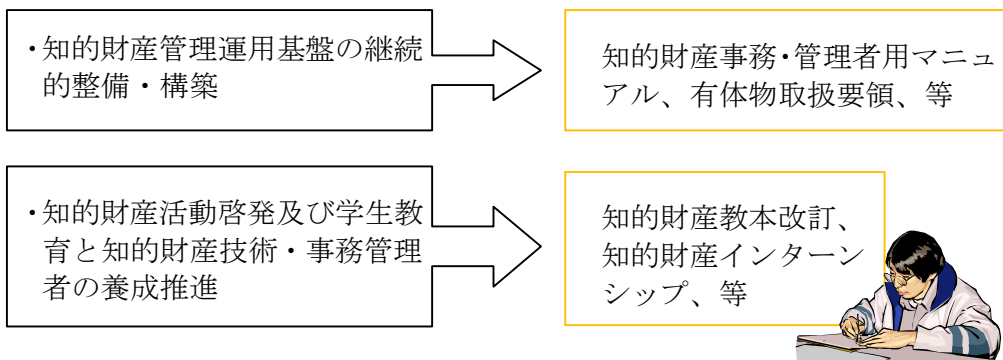 ・知的財産管理運用基盤の継続
的整備・構築
知的財産事務・管理者用マニュ
アル、有体物取扱要領、等
・知的財産活動啓発及び学生教
育と知的財産技術・事務管理
者の養成推進
知的財産教本改訂、
知的財産インターン
シップ、等